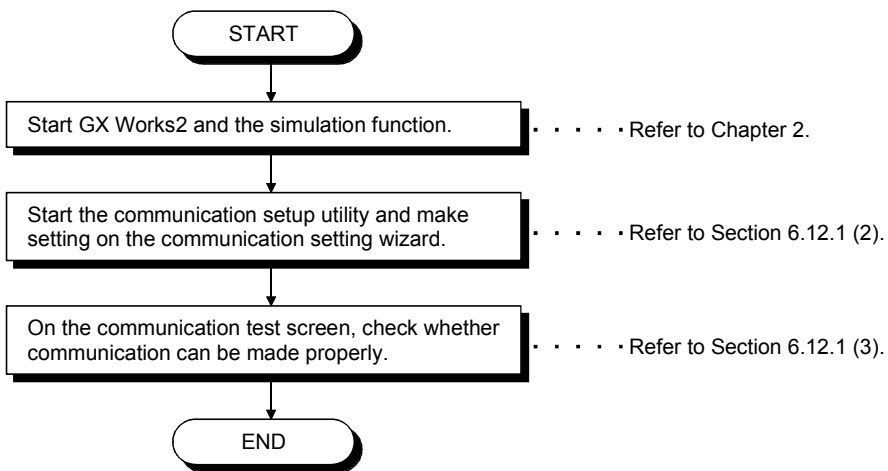 START
Start GX Works2 and the simulation function.
Refer to Chapter 2.
Start the communication setup utility and make
setting on the communication setting wizard.
Refer to Section 6.12.1 (2).
On the communication test screen, check whether
communication can be made properly.
Refer to Section 6.12.1 (3).
END